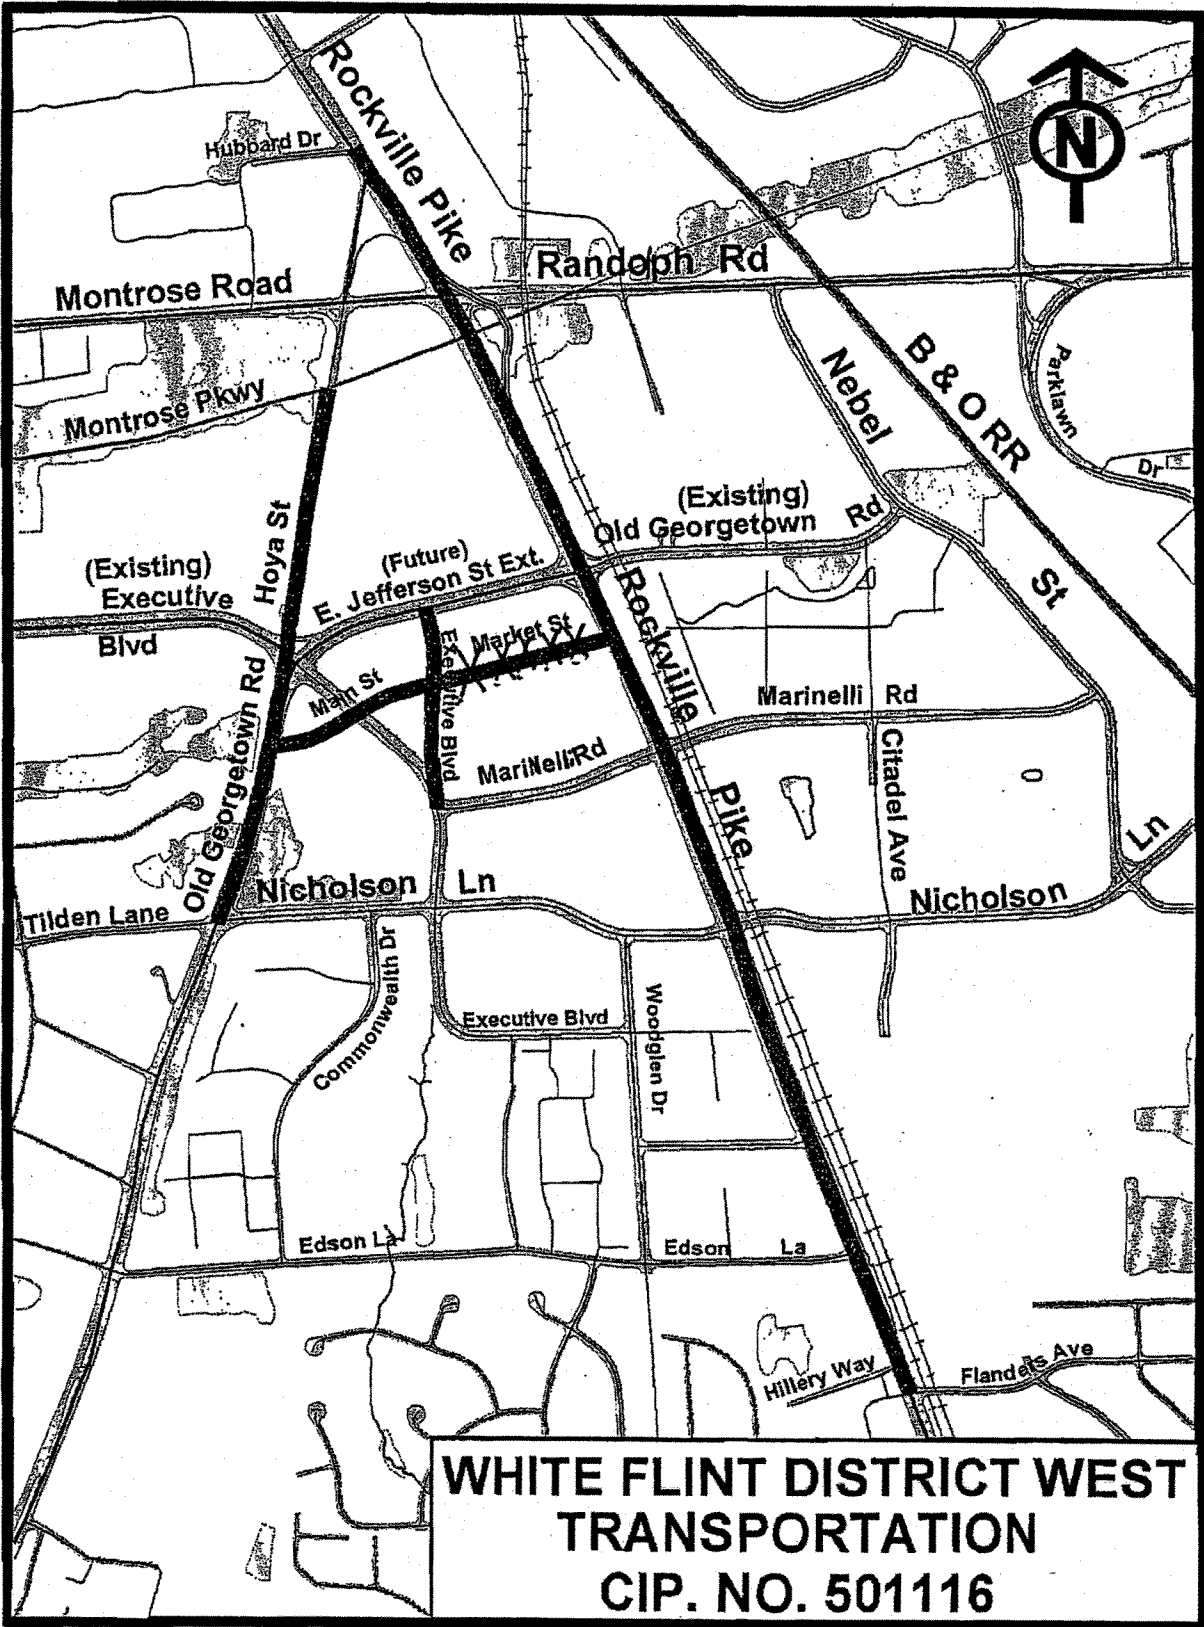 Rockville Pike
N
Hubbard Dr
Randoph Rd
Montrose Road
B & O RR
Nebel
St
Parklawn
Dr
Montrose Pkwy
(Existing)
Old Georgetown Rd
Hoya St
(Future)
E. Jefferson St Ext.
(Existing)
Executive
Blvd
Rockville
Pike
Market St
Executive Blvd
Main St
Marinelli Rd
MariNelli Rd
Old Georgetown Rd
Citadel Ave
Ln
Nicholson Ln
Nicholson
Tilden Lane
Commonwealth Dr
Woodglen Dr
Executive Blvd
Edson La
Edson La
Hillery Way
Flanders Ave
WHITE FLINT DISTRICT WEST
TRANSPORTATION
CIP. NO. 501116